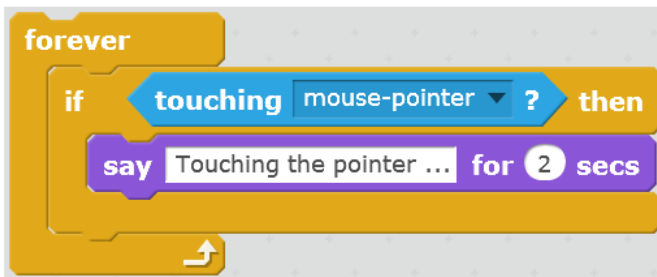 forever
if touching mouse-pointer ? then
say Touching the pointer ... for 2 secs